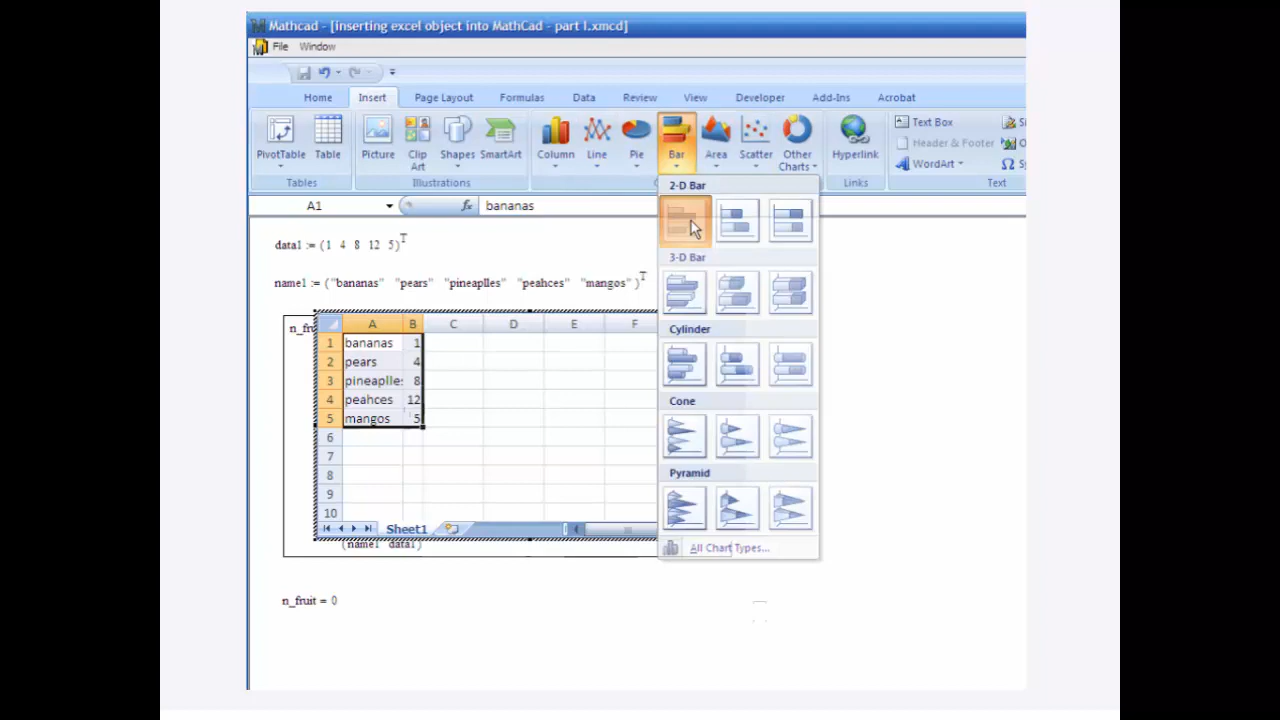 Mathcad - [inserting excel object into MathCad - part I.xmcd]
File Window
Home Insert Page Layout Formulas Data Review View Developer Add-Ins Acrobat
PivotTable Table Picture Clip Art Shapes SmartArt Column Line Pie Bar Area Scatter Other Charts Hyperlink Text Box
Header & Footer
WordArt
Tables Illustrations Links Text
2-D Bar
A1 fx bananas
data1 := (1 4 8 12 5)T
3-D Bar
name1 := ("bananas" "pears" "pineaplles" "peahces" "mangos")T
n_fru
A B C D E F
Cylinder
1 bananas 1
2 pears 4
3 pineaplle
4 peahces 12
5 mangos 5
8
Cone
6
7
8
Pyramid
9
10
Sheet1
(name1 data1)
All Chart Types...
n_fruit = 0